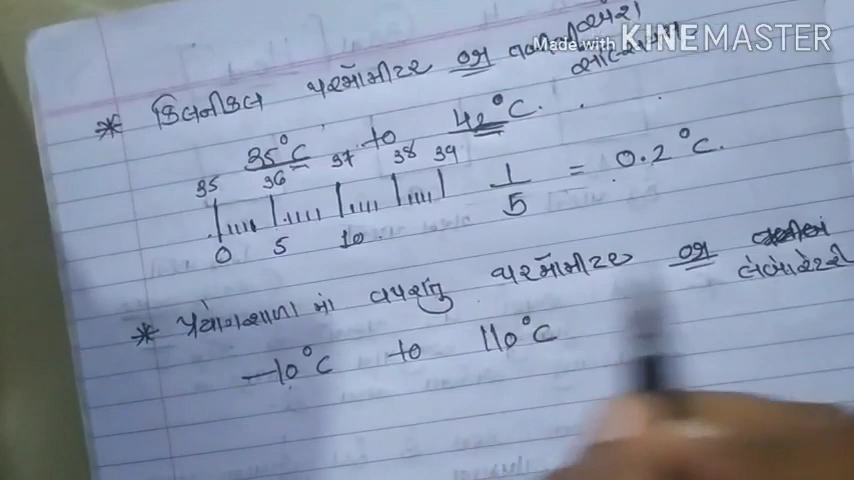 Made with KINEMASTER
* ક્લિનીકલ થરમૉમીટર
35°C to 42°C.
35 36 37 38 39
0 5 10
1/5 = 0.2°C.
* પ્રયોગશાળા માં વપરાતુ થરમૉમીટર લેબોરેટરી
-10°C to 110°C